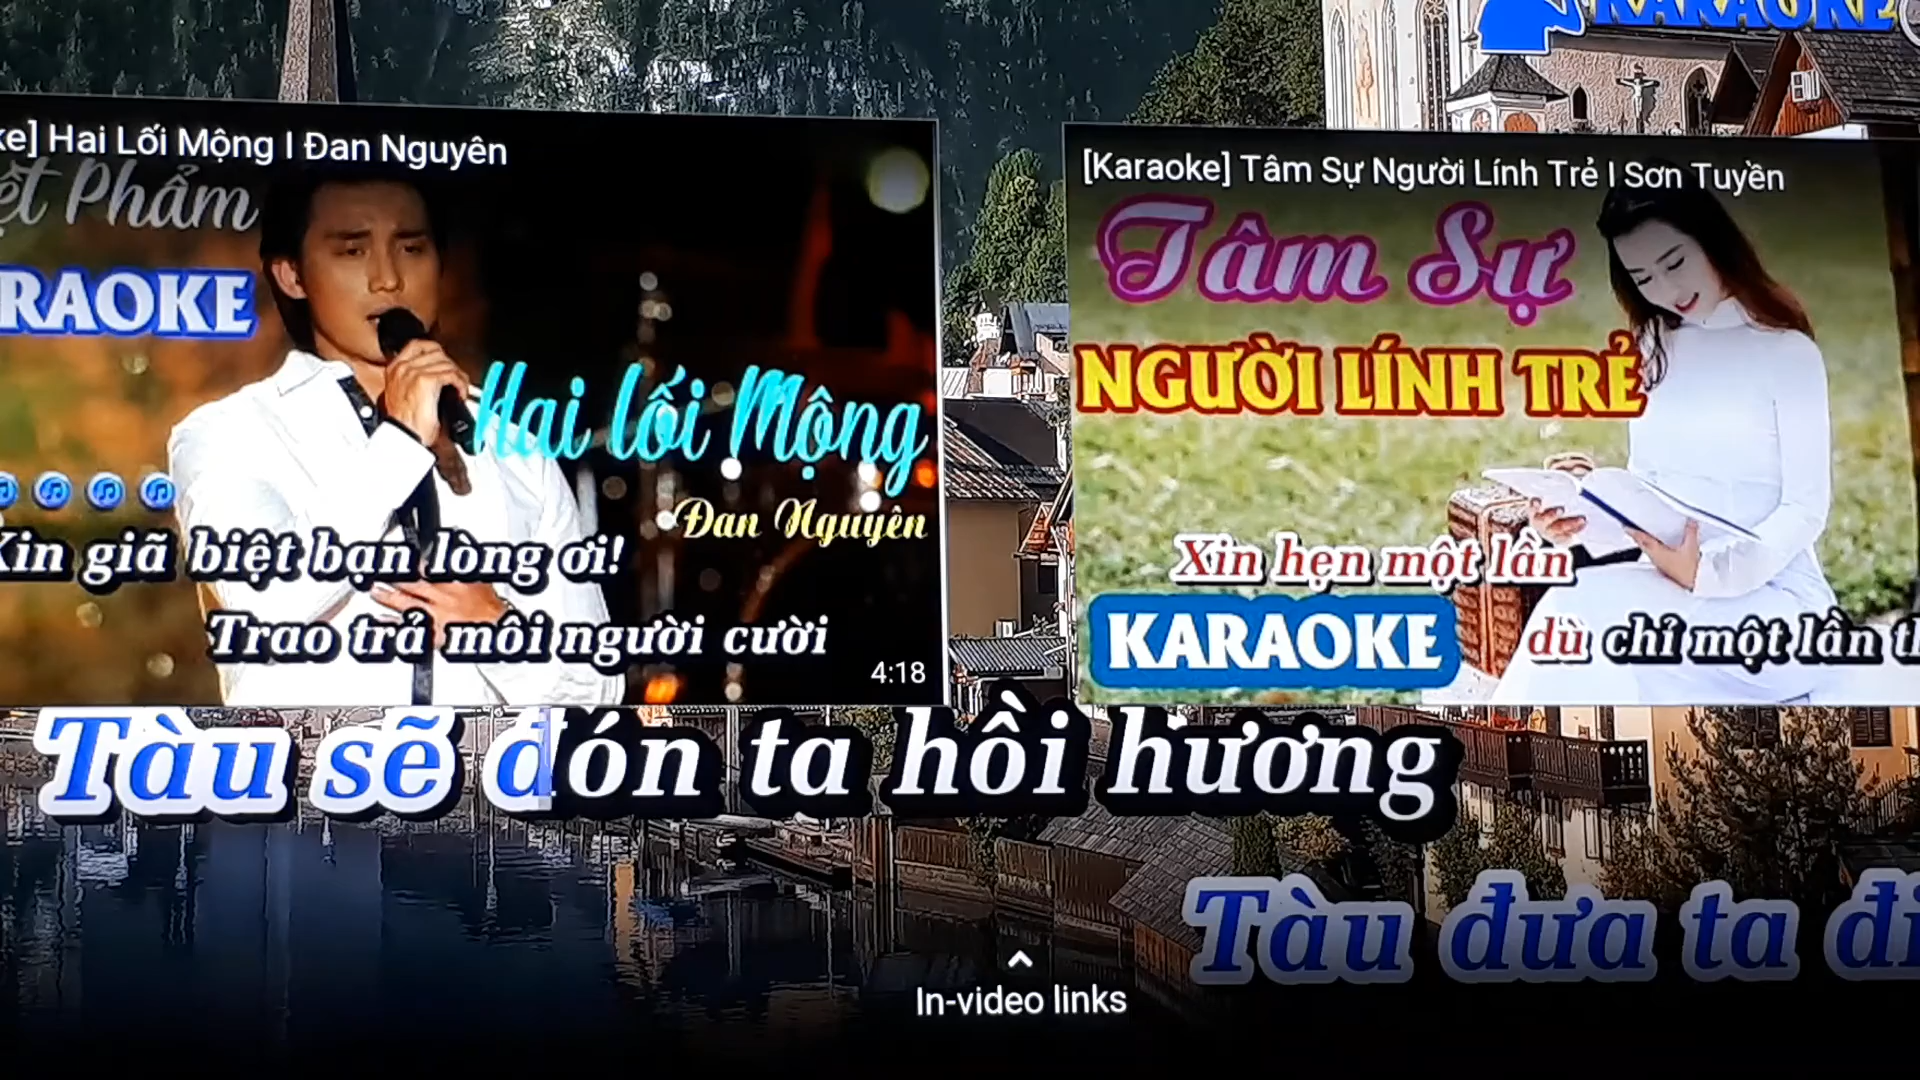 KARAOKE
ke] Hai Lối Mộng I Đan Nguyên
Phẩm
RAOKE
Hai lối Mộng
Đan Nguyên
Xin giã biệt bạn lòng ơi!
Trao trả môi người cười
4:18
[Karaoke] Tâm Sự Người Lính Trẻ I Sơn Tuyền
Tâm Sự
NGƯỜI LÍNH TRẺ
Xin hẹn một lần
KARAOKE
dù chỉ một lần th
Tàu sẽ đón ta hồi hương
Tàu đưa ta đi
In-video links